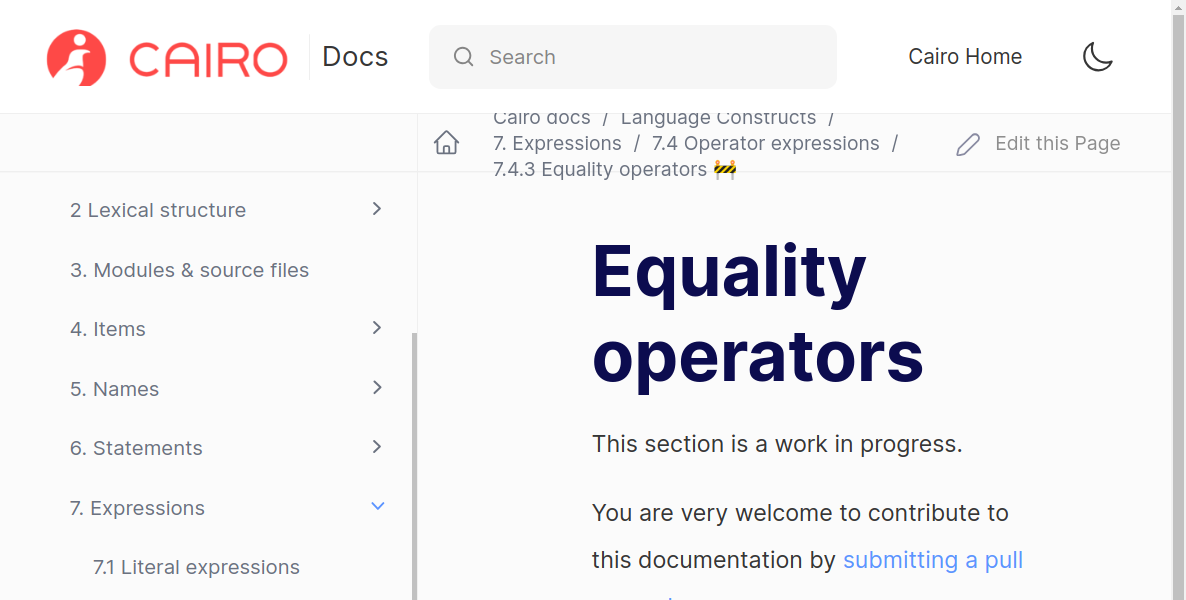 CAIRO Docs Search Cairo Home
Cairo docs / Language Constructs /
7. Expressions / 7.4 Operator expressions / Edit this Page
7.4.3 Equality operators 🚧
2 Lexical structure
3. Modules & source files
4. Items
5. Names
6. Statements
7. Expressions
7.1 Literal expressions
Equality
operators
This section is a work in progress.
You are very welcome to contribute to
this documentation by submitting a pull